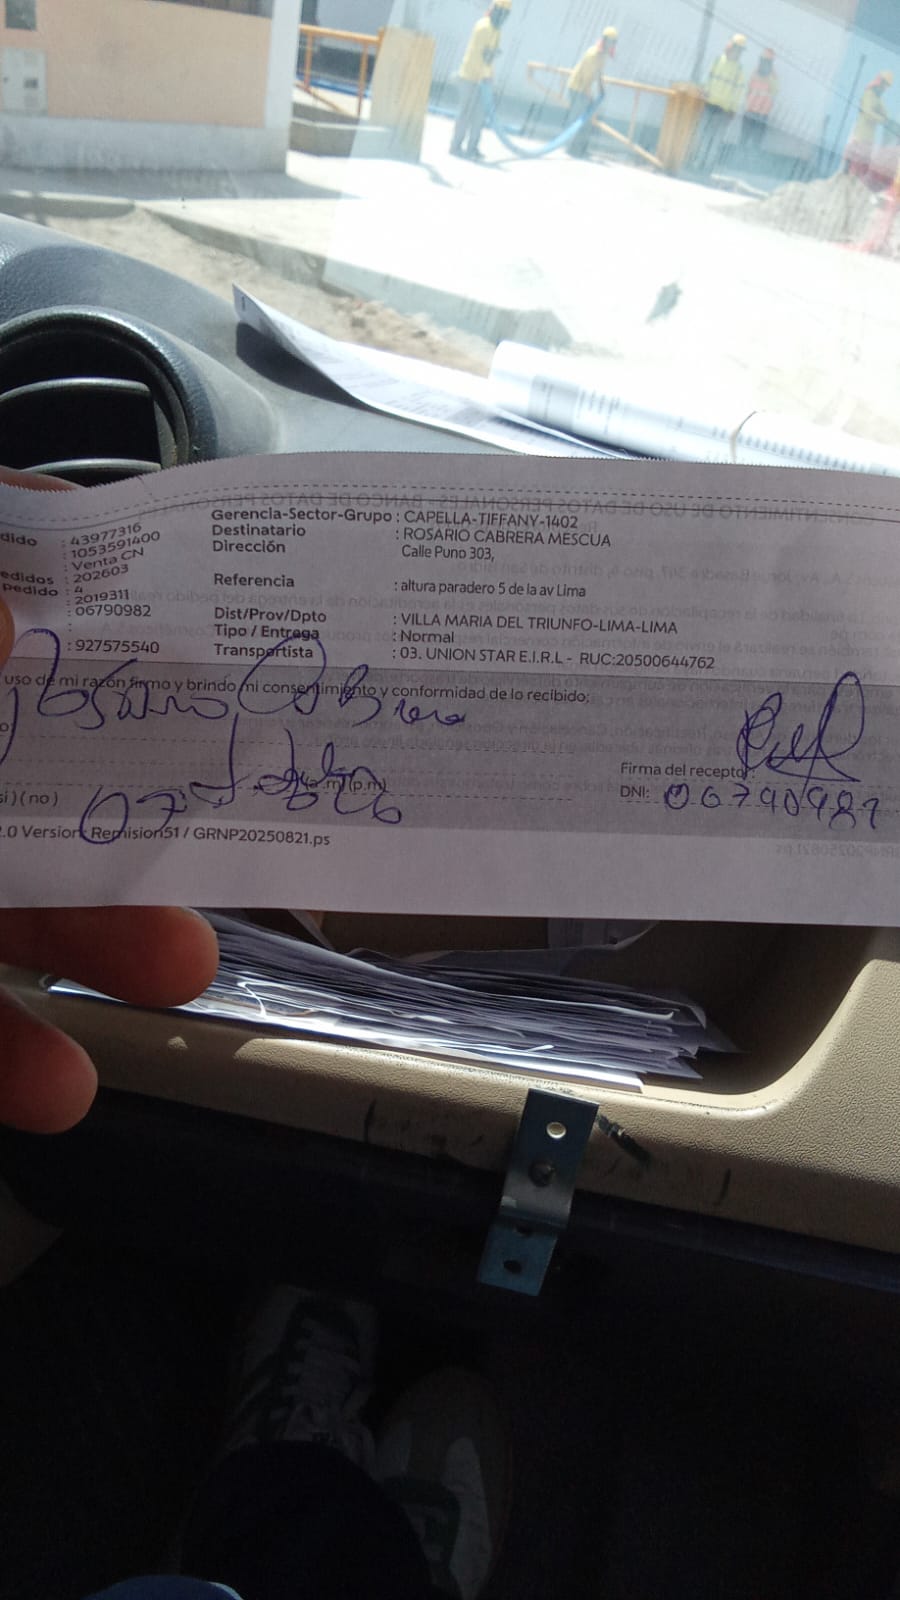 dido : 43977316
: 1053591400
: Venta CN
edidos : 202603
pedido : 4
: 2019311
: 06790982
:
: 927575540
Gerencia-Sector-Grupo : CAPELLA-TIFFANY-1402
Destinatario : ROSARIO CABRERA MESCUA
Dirección Calle Puno 303,
Referencia : altura paradero 5 de la av Lima
Dist/Prov/Dpto : VILLA MARIA DEL TRIUNFO-LIMA-LIMA
Tipo / Entrega : Normal
Transportista : 03. UNION STAR E.I.R.L - RUC:20500644762
uso de mi razón firmo y brindo mi consentimiento y conformidad de lo recibido;
Rosario Cabrera
(a.m) (p.m)
Firma del receptor:
si ) ( no )
DNI: 06790982
.0 Version: Remision51 / GRNP20250821.ps